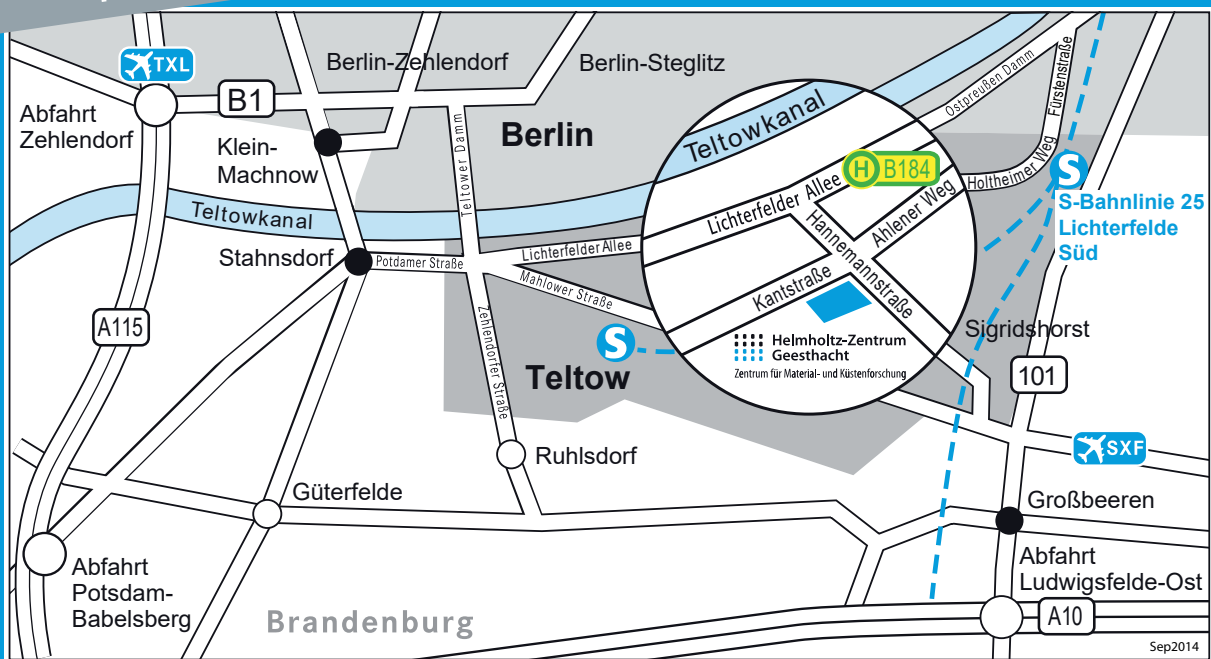 TXL
Berlin-Zehlendorf
Berlin-Steglitz
B1
Abfahrt
Zehlendorf
Klein-
Machnow
Berlin
Teltower Damm
Teltowkanal
Ostpreußen Damm
Fürstenstraße
Lichterfelder Allee
H B184
Holtheimer Weg
S
S-Bahnlinie 25
Lichterfelde
Süd
Teltowkanal
Stahnsdorf
Potdamer Straße
Lichterfelder Allee
Mahlower Straße
Hannemannstraße
Ahlener Weg
Kantstraße
A115
Zehlendorfer Straße
S
Teltow
Helmholtz-Zentrum
Geesthacht
Zentrum für Material- und Küstenforschung
Sigridshorst
101
SXF
Ruhlsdorf
Güterfelde
Großbeeren
Abfahrt
Potsdam-
Babelsberg
Brandenburg
Abfahrt
Ludwigsfelde-Ost
A10
Sep2014